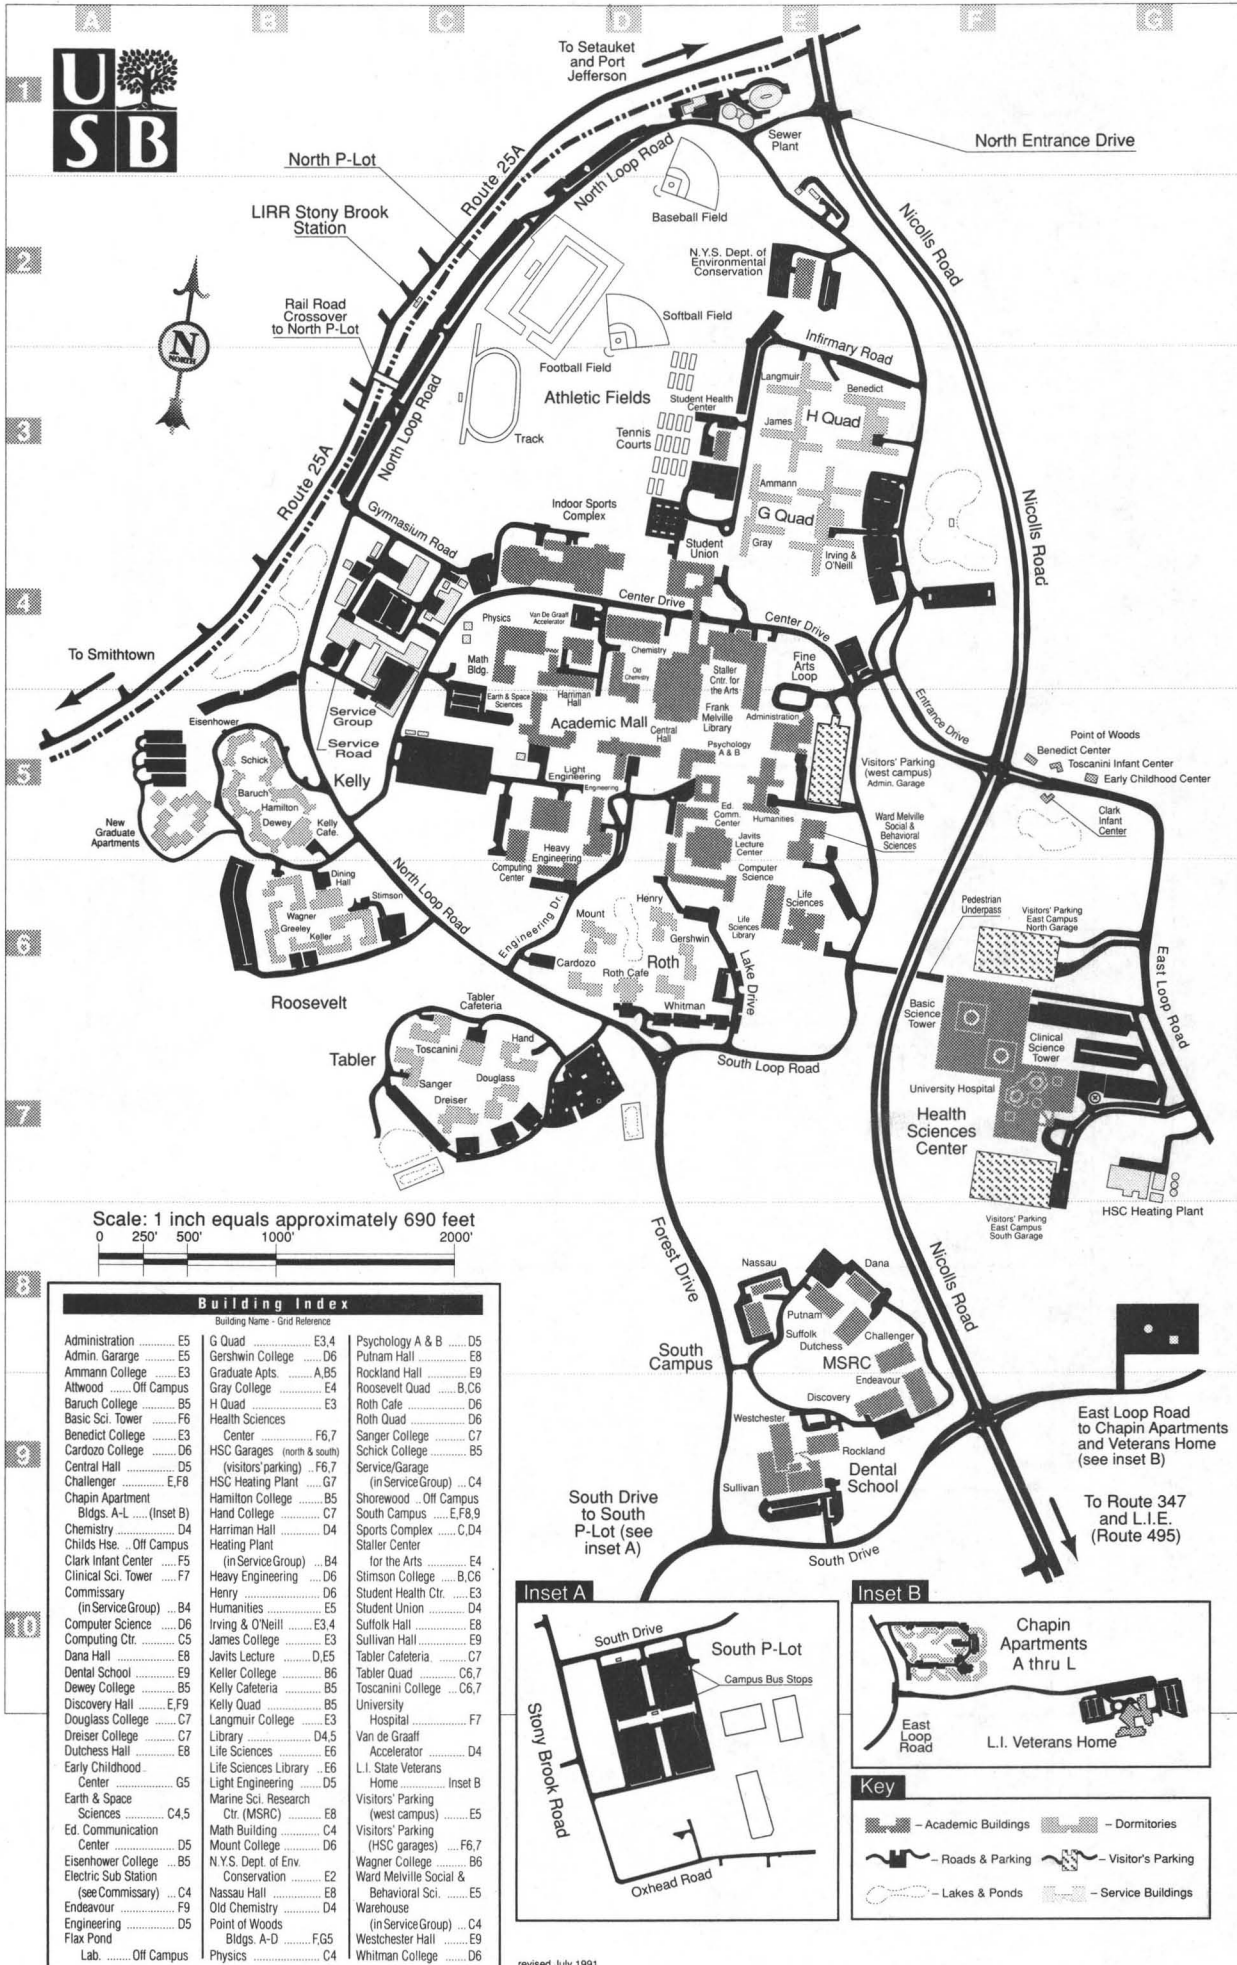 A B C D E F G
1
2
3
4
5
6
7
8
9
10
U
S B
To Setauket
and Port
Jefferson
Sewer
Plant
North Entrance Drive
North P-Lot
Route 25A
North Loop Road
LIRR Stony Brook
Station
Baseball Field
Nicolls Road
N.Y.S. Dept. of
Environmental
Conservation
Rail Road
Crossover
to North P-Lot
N
NORTH
Softball Field
Infirmary Road
Football Field
Langmuir
Benedict
Athletic Fields
Student Health
Center
James
H Quad
North Loop Road
Track
Tennis
Courts
Route 25A
Ammann
Nicolls Road
Gymnasium Road
Indoor Sports
Complex
G Quad
Student
Union
Gray
Irving &
O'Neill
Center Drive
Center Drive
Physics
Van De Graaff
Accelerator
Chemistry
Old
Chemistry
Math
Bldg.
Staller
Cntr. for
the Arts
Fine
Arts
Loop
To Smithtown
Earth & Space
Sciences
Harriman
Hall
Frank
Melville
Library
Administration
Entrance Drive
Service
Group
Academic Mall
Central
Hall
Psychology
A & B
Service
Road
Eisenhower
Schick
Kelly
Baruch
Hamilton
Dewey
Kelly
Cafe.
New
Graduate
Apartments
Light
Engineering
Engineering
Visitors' Parking
(west campus)
Admin. Garage
Point of Woods
Benedict Center
Toscanini Infant Center
Early Childhood Center
Clark
Infant
Center
Ed.
Comm.
Center
Humanities
Ward Melville
Social &
Behavioral
Sciences
Javits
Lecture
Center
Heavy
Engineering
Computing
Center
Computer
Science
Dining
Hall
Stimson
Wagner
Greeley
Keller
North Loop Road
Engineering Dr.
Mount
Henry
Life
Sciences
Life
Sciences
Library
Gershwin
Pedestrian
Underpass
Visitors' Parking
East Campus
North Garage
Cardozo
Roth Cafe
Roth
Whitman
Lake Drive
Roosevelt
East Loop Road
Tabler
Cafeteria
Basic
Science
Tower
Clinical
Science
Tower
Tabler
Toscanini
Hand
Sanger
Douglass
Dreiser
South Loop Road
University Hospital
Health
Sciences
Center
HSC Heating Plant
Visitors' Parking
East Campus
South Garage
Scale: 1 inch equals approximately 690 feet
0 250' 500' 1000' 2000'
Forest Drive
Nicolls Road
Nassau
Dana
Putnam
Suffolk
Dutchess
Challenger
MSRC
Endeavour
South
Campus
Discovery
Westchester
Rockland
Dental
School
Sullivan
East Loop Road
to Chapin Apartments
and Veterans Home
(see inset B)
South Drive
to South
P-Lot (see
inset A)
To Route 347
and L.I.E.
(Route 495)
South Drive
Building Index
Building Name - Grid Reference
Administration E5
Admin. Gararge E5
Ammann College E3
Attwood Off Campus
Baruch College B5
Basic Sci. Tower F6
Benedict College E3
Cardozo College D6
Central Hall D5
Challenger E,F8
Chapin Apartment
Bldgs. A-L (Inset B)
Chemistry D4
Childs Hse. Off Campus
Clark Infant Center F5
Clinical Sci. Tower F7
Commissary
(in Service Group) B4
Computer Science D6
Computing Ctr. C5
Dana Hall E8
Dental School E9
Dewey College B5
Discovery Hall E,F9
Douglass College C7
Dreiser College C7
Dutchess Hall E8
Early Childhood
Center G5
Earth & Space
Sciences C4,5
Ed. Communication
Center D5
Eisenhower College B5
Electric Sub Station
(see Commissary) C4
Endeavour F9
Engineering D5
Flax Pond
Lab. Off Campus
G Quad E3,4
Gershwin College D6
Graduate Apts. A,B5
Gray College E4
H Quad E3
Health Sciences
Center F6,7
HSC Garages (north & south)
(visitors' parking) F6,7
HSC Heating Plant G7
Hamilton College B5
Hand College C7
Harriman Hall D4
Heating Plant
(in Service Group) B4
Heavy Engineering D6
Henry D6
Humanities E5
Irving & O'Neill E3,4
James College E3
Javits Lecture D,E5
Keller College B6
Kelly Cafeteria B5
Kelly Quad B5
Langmuir College E3
Library D4,5
Life Sciences E6
Life Sciences Library E6
Light Engineering D5
Marine Sci. Research
Ctr. (MSRC) E8
Math Building C4
Mount College D6
N.Y.S. Dept. of Env.
Conservation E2
Nassau Hall E8
Old Chemistry D4
Point of Woods
Bldgs. A-D F,G5
Physics C4
Psychology A & B D5
Putnam Hall E8
Rockland Hall E9
Roosevelt Quad B,C6
Roth Cafe D6
Roth Quad D6
Sanger College C7
Schick College B5
Service/Garage
(in Service Group) C4
Shorewood Off Campus
South Campus E,F8,9
Sports Complex C,D4
Staller Center
for the Arts E4
Stimson College B,C6
Student Health Ctr. E3
Student Union D4
Suffolk Hall E8
Sullivan Hall E9
Tabler Cafeteria C7
Tabler Quad C6,7
Toscanini College C6,7
University
Hospital F7
Van de Graaff
Accelerator D4
L.I. State Veterans
Home Inset B
Visitors' Parking
(west campus) E5
Visitors' Parking
(HSC garages) F6,7
Wagner College B6
Ward Melville Social &
Behavioral Sci. E5
Warehouse
(in Service Group) C4
Westchester Hall E9
Whitman College D6
Inset A
South Drive
South P-Lot
Campus Bus Stops
Stony Brook Road
Oxhead Road
Inset B
Chapin
Apartments
A thru L
East
Loop
Road
L.I. Veterans Home
Key
– Academic Buildings
– Dormitories
– Roads & Parking
– Visitor's Parking
– Lakes & Ponds
– Service Buildings
revised July 1991